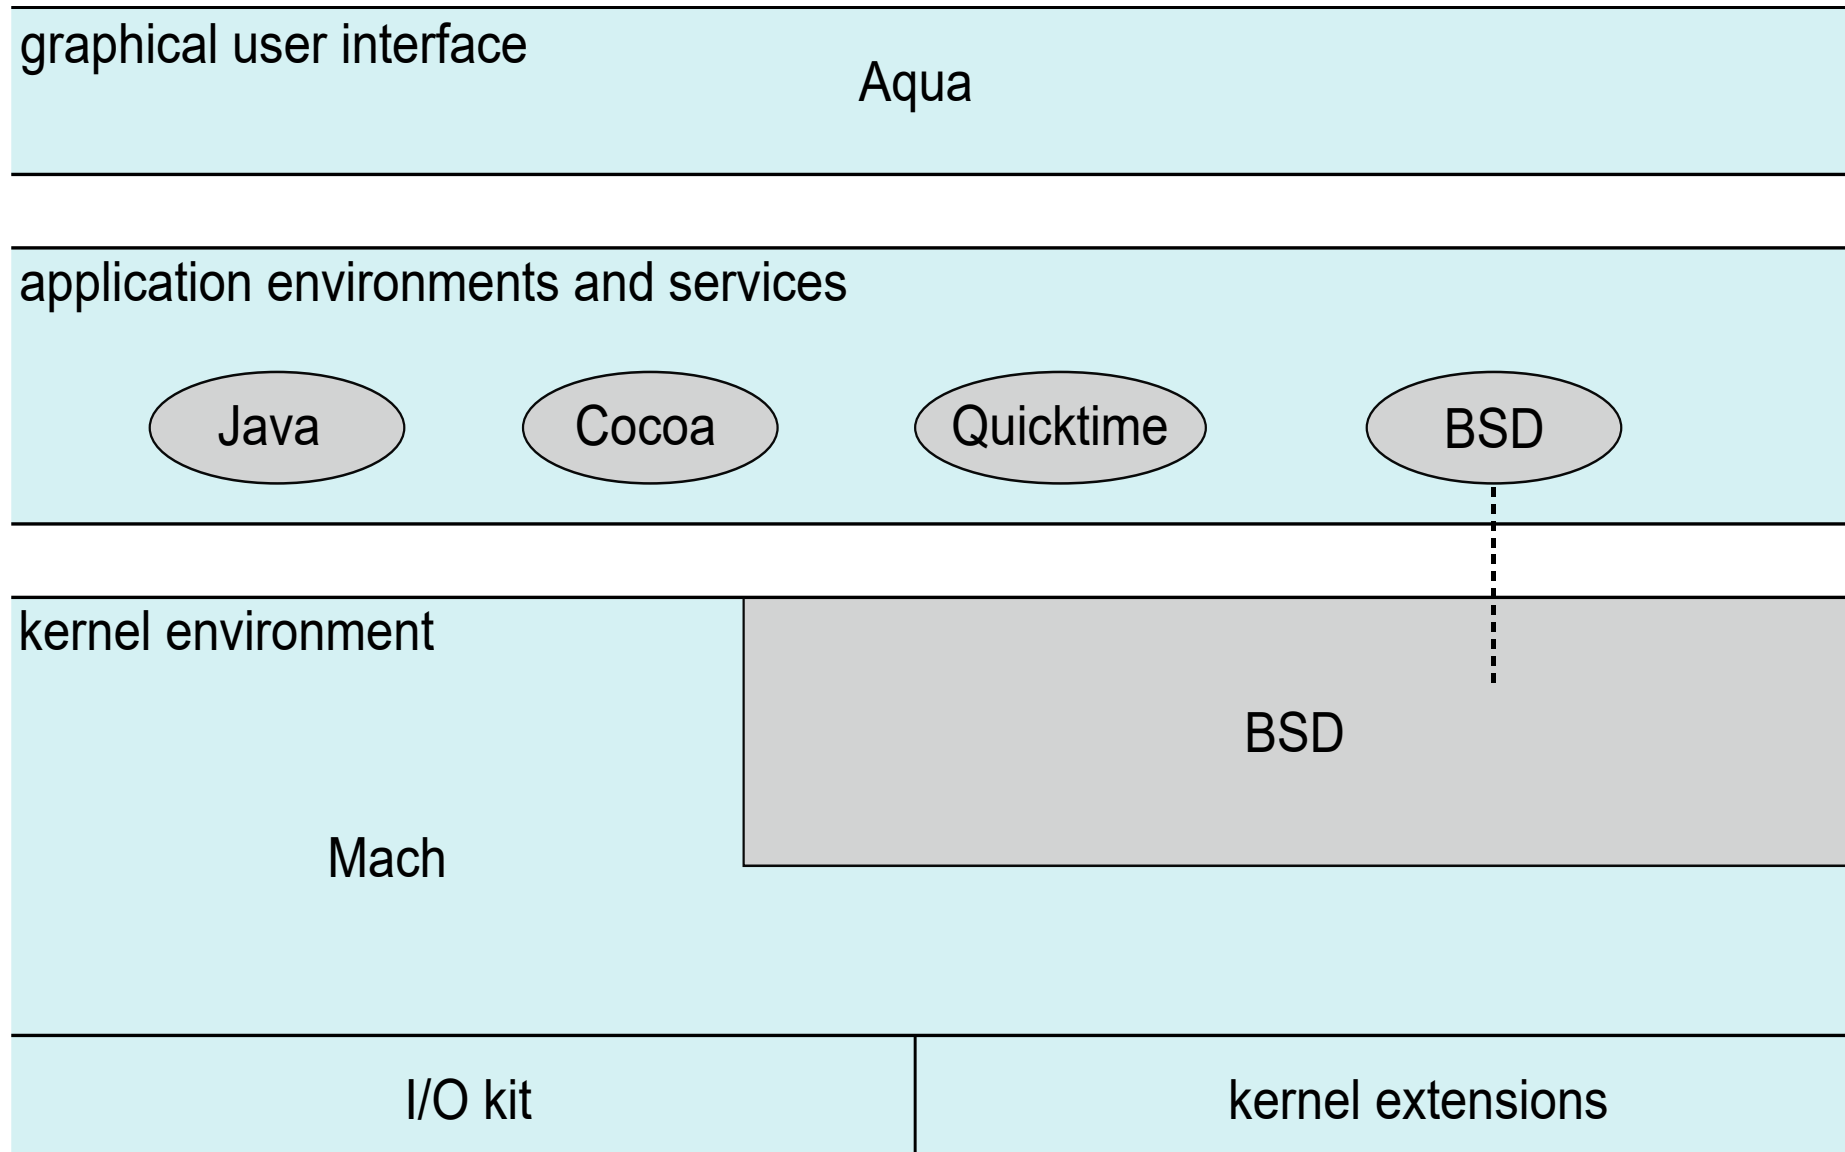 graphical user interface
Aqua
application environments and services
Java
Cocoa
Quicktime
BSD
kernel environment
BSD
Mach
I/O kit
kernel extensions